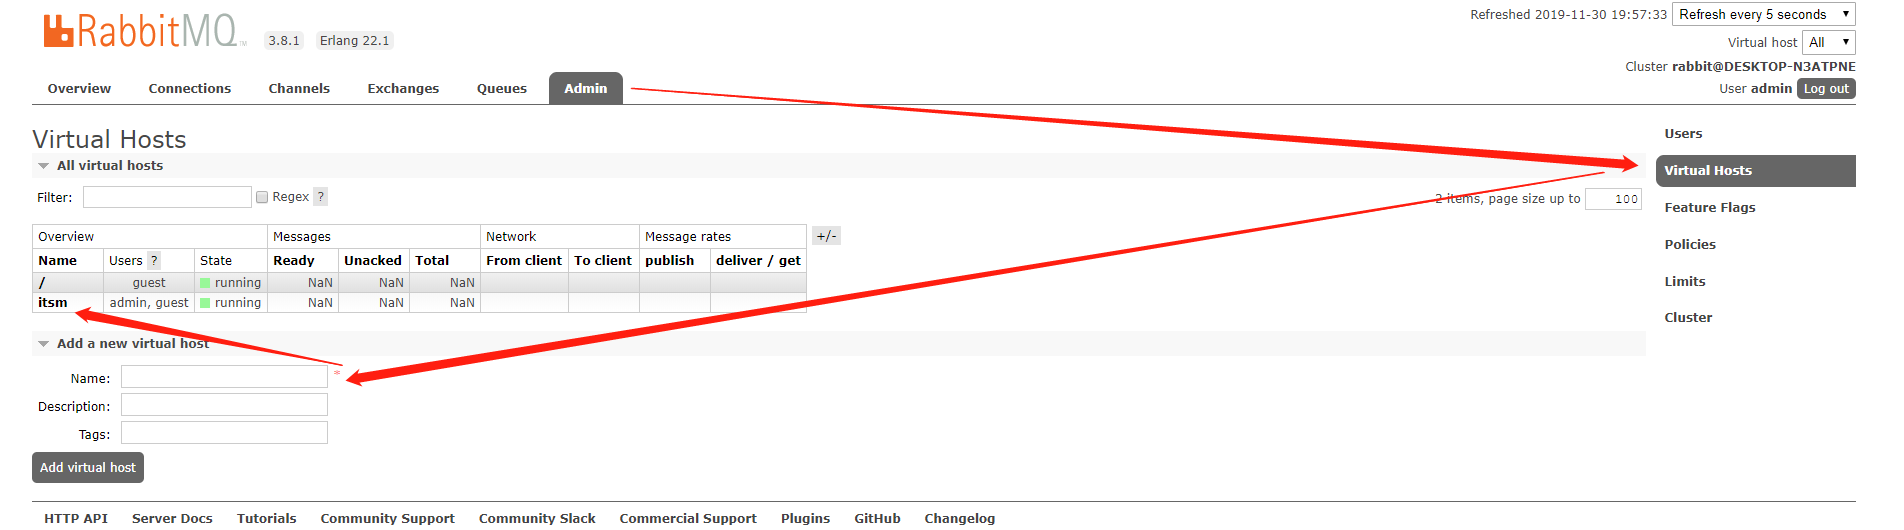 RabbitMQ TM 3.8.1 Erlang 22.1
Refreshed 2019-11-30 19:57:33 Refresh every 5 seconds
Virtual host All
Cluster rabbit@DESKTOP-N3ATPNE
User admin Log out
Overview Connections Channels Exchanges Queues Admin
Users
Virtual Hosts
Feature Flags
Policies
Limits
Cluster
Virtual Hosts
All virtual hosts
Filter: Regex ? 2 items, page size up to 100
Overview Messages Network Message rates +/-
Name Users ? State Ready Unacked Total From client To client publish deliver / get
/ guest running NaN NaN NaN
itsm admin, guest running NaN NaN NaN
Add a new virtual host
Name: *
Description:
Tags:
Add virtual host
HTTP API Server Docs Tutorials Community Support Community Slack Commercial Support Plugins GitHub Changelog